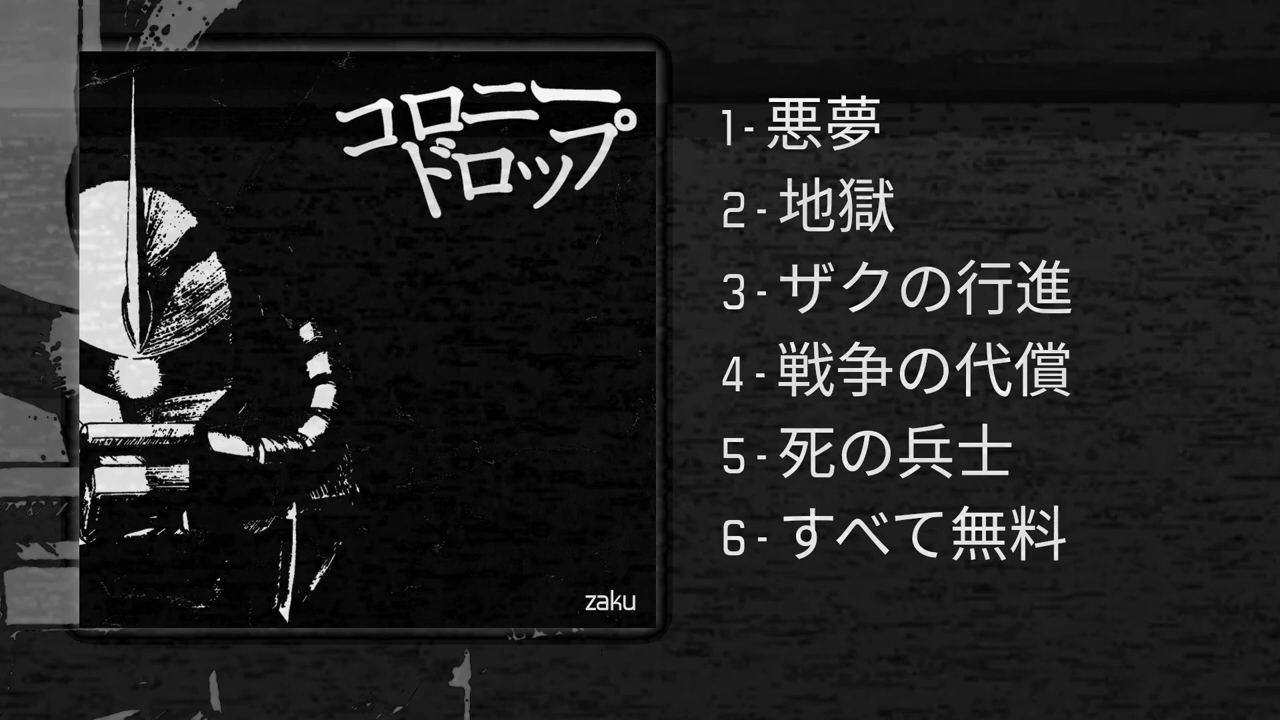 コロニー
ドロップ
zaku
1 - 悪夢
2 - 地獄
3 - ザクの行進
4 - 戦争の代償
5 - 死の兵士
6 - すべて無料